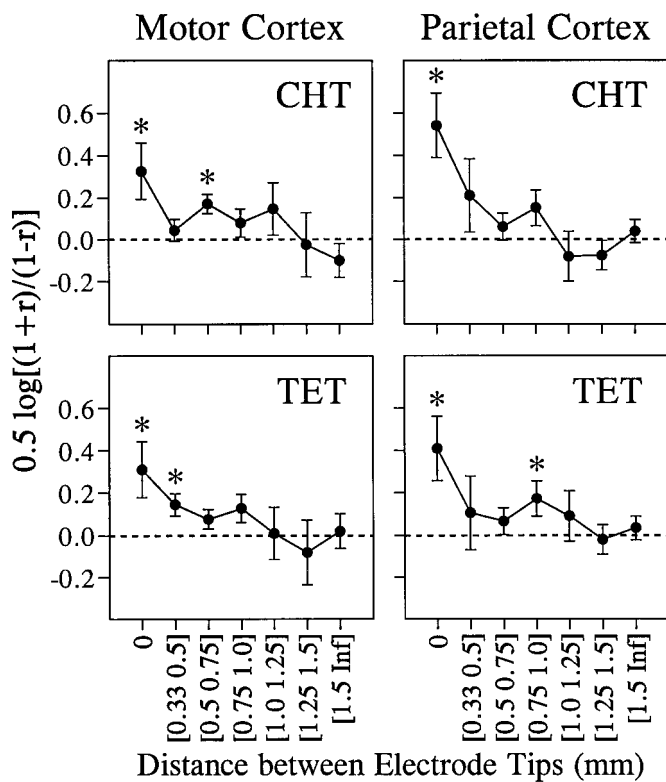 Motor Cortex
Parietal Cortex
0.5 log[(1+r)/(1-r)]
CHT
*
*
0.6
0.4
0.2
0.0
-0.2
CHT
*
TET
*
*
0.6
0.4
0.2
0.0
-0.2
TET
*
*
0
[0.33 0.5]
[0.5 0.75]
[0.75 1.0]
[1.0 1.25]
[1.25 1.5]
[1.5 Inf]
0
[0.33 0.5]
[0.5 0.75]
[0.75 1.0]
[1.0 1.25]
[1.25 1.5]
[1.5 Inf]
Distance between Electrode Tips (mm)